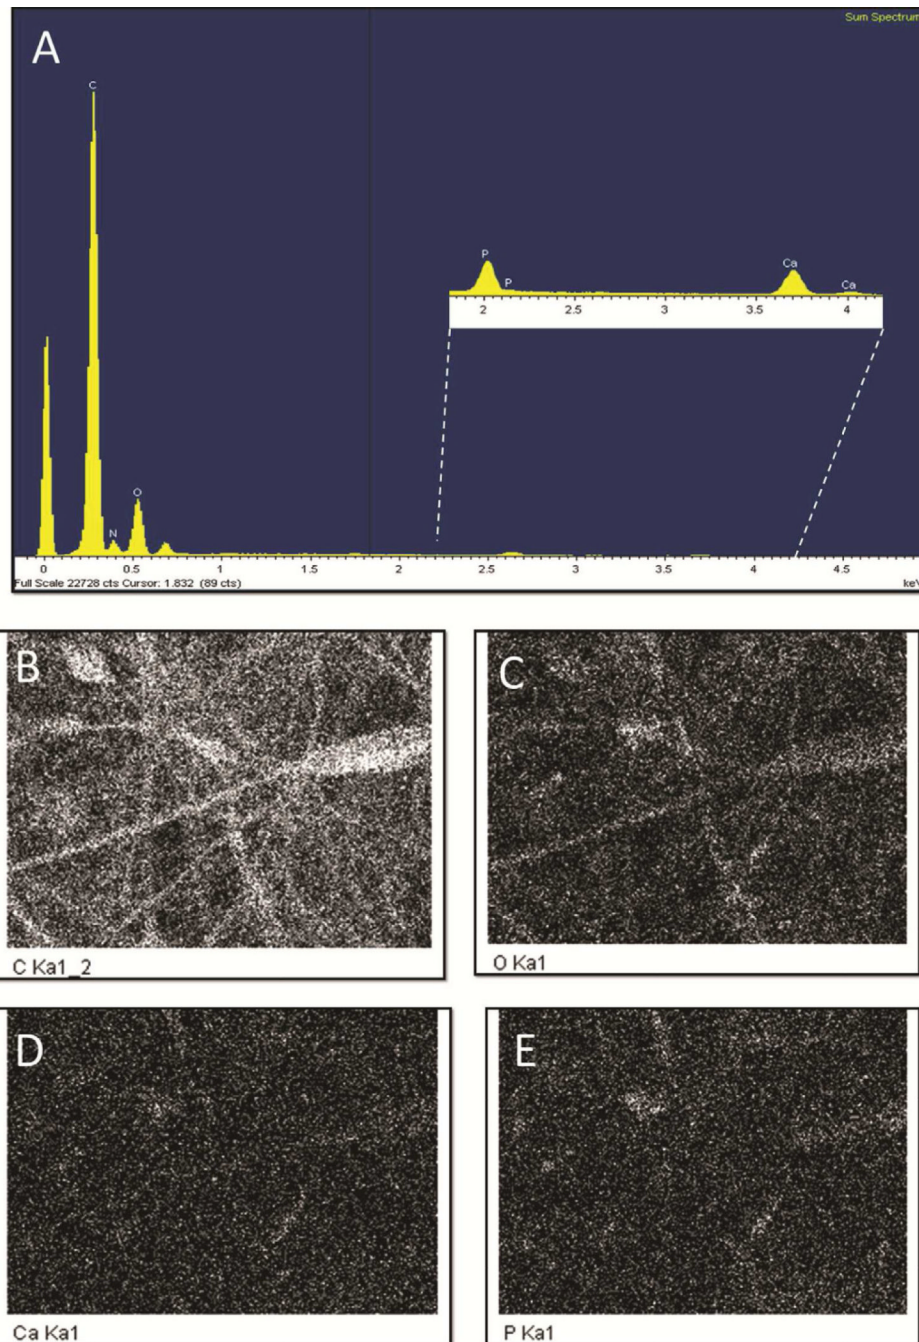 Sum Spectrum
A
C
P
P
Ca
Ca
2 2.5 3 3.5 4
O
N
0 0.5 1 1.5 2 2.5 3 3.5 4 4.5
Full Scale 22728 cts Cursor: 1.832 (89 cts) keV
B
C
C Ka1_2
O Ka1
D
E
Ca Ka1
P Ka1